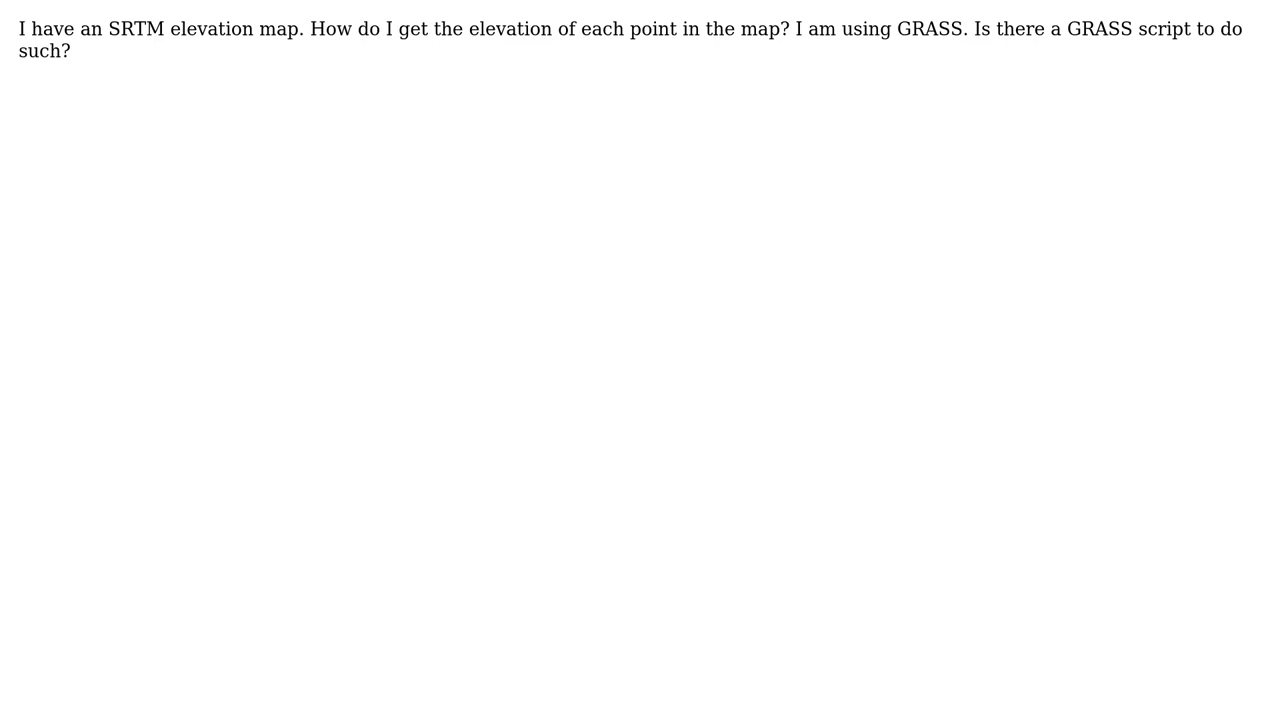 I have an SRTM elevation map. How do I get the elevation of each point in the map? I am using GRASS. Is there a GRASS script to do
such?